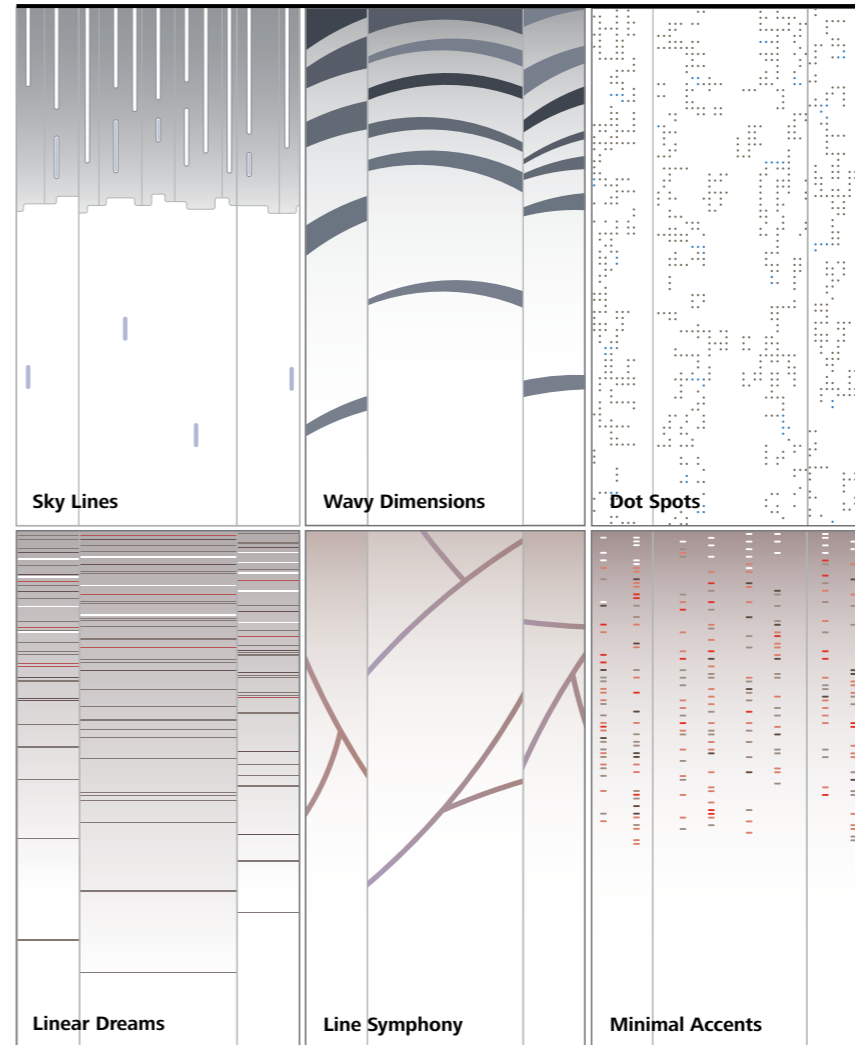 Sky Lines
Wavy Dimensions
Dot Spots
Linear Dreams
Line Symphony
Minimal Accents